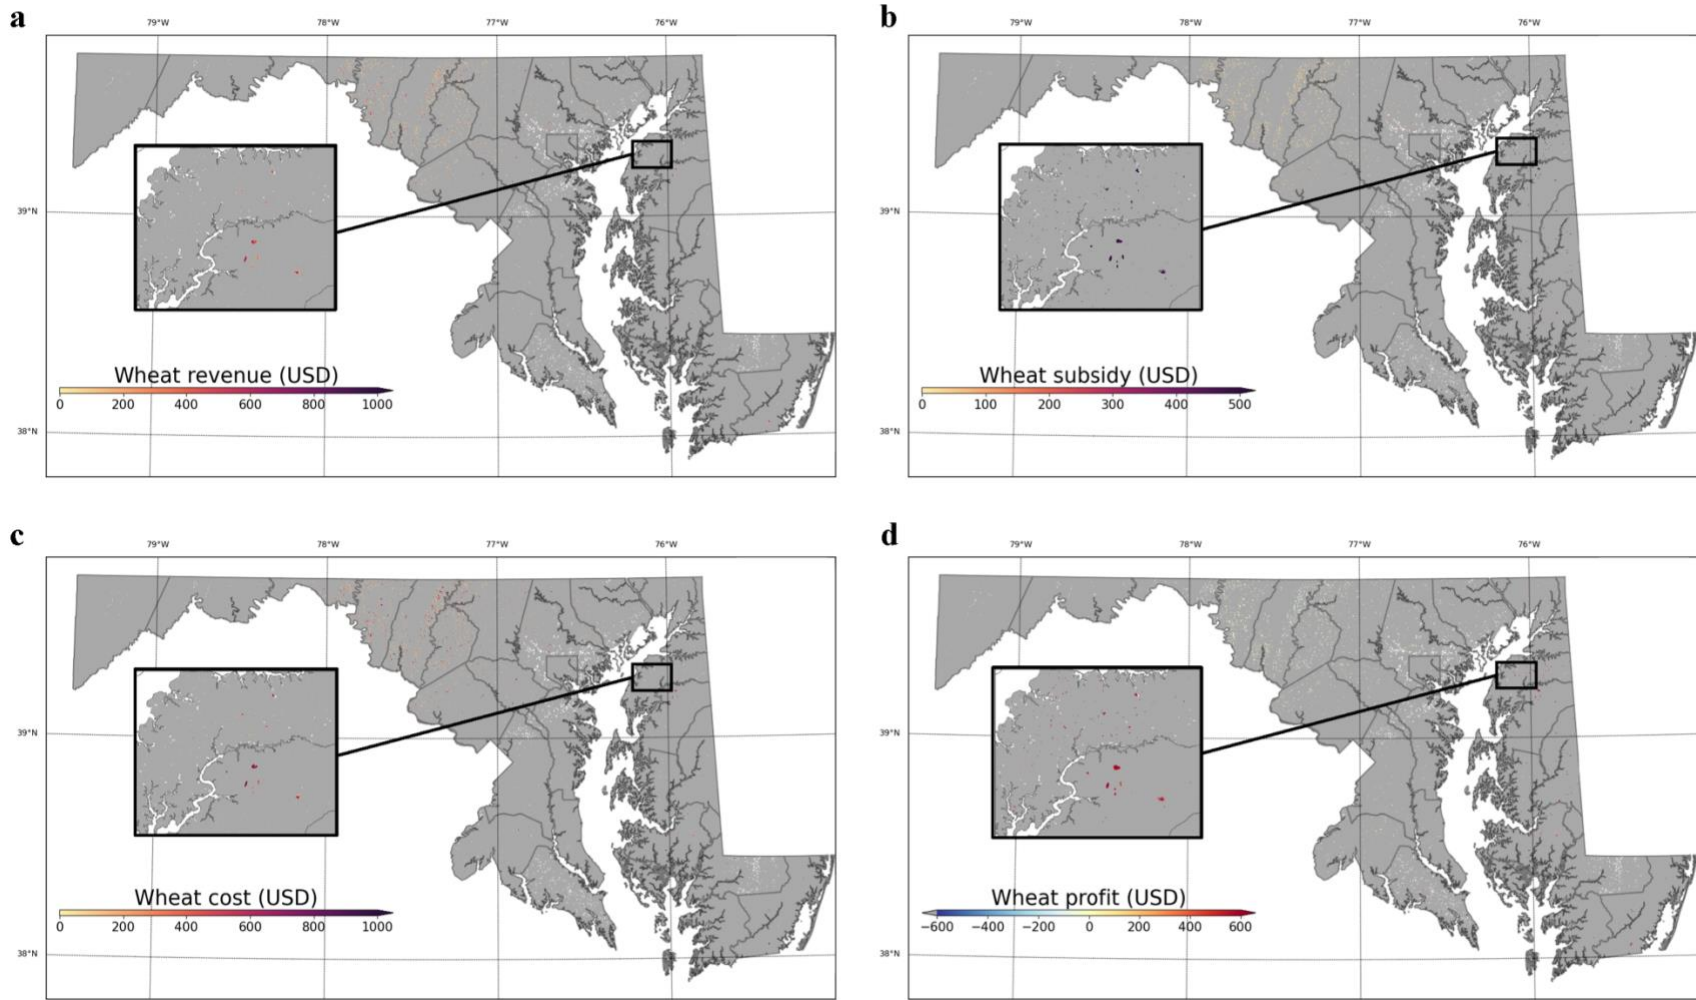 a
79°W 78°W 77°W 76°W
39°N
38°N
Wheat revenue (USD)
0 200 400 600 800 1000
b
79°W 78°W 77°W 76°W
39°N
38°N
Wheat subsidy (USD)
0 100 200 300 400 500
c
79°W 78°W 77°W 76°W
39°N
38°N
Wheat cost (USD)
0 200 400 600 800 1000
d
79°W 78°W 77°W 76°W
39°N
38°N
Wheat profit (USD)
−600 −400 −200 0 200 400 600